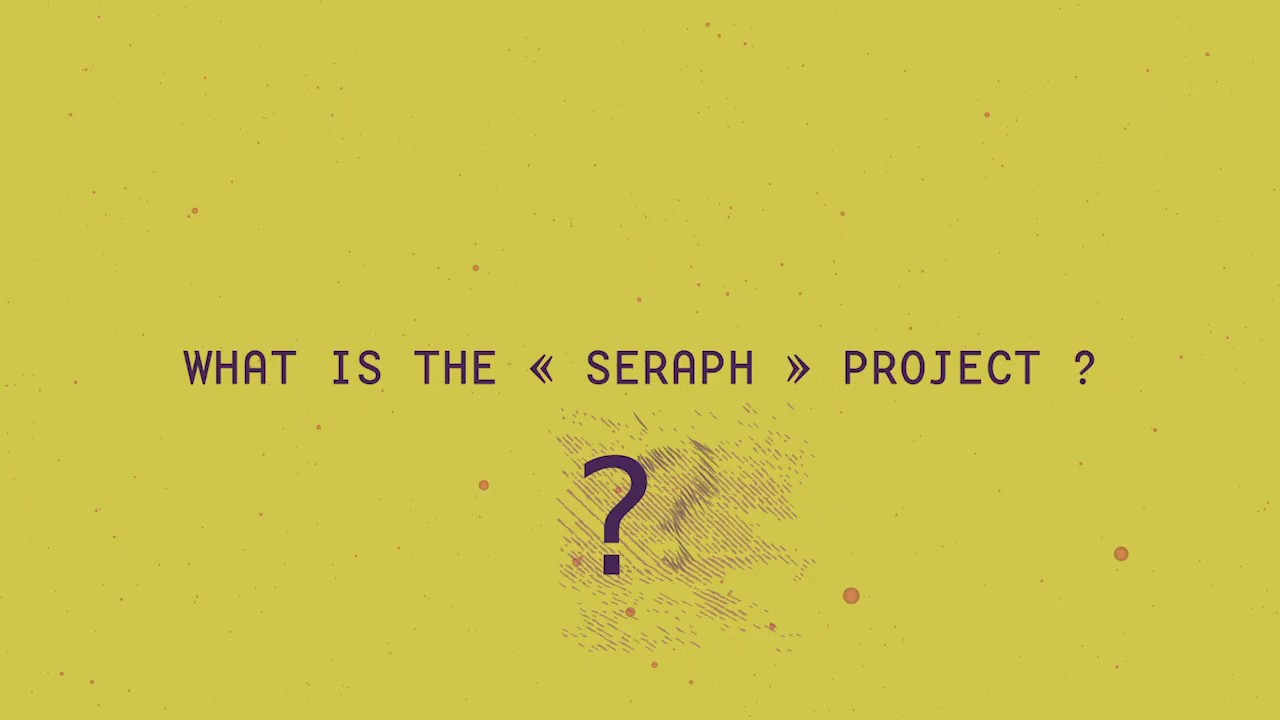 WHAT IS THE « SERAPH » PROJECT ?
?